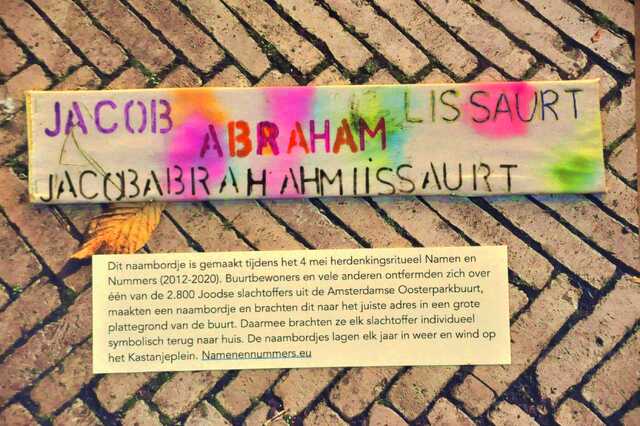 JACOB ABRAHAM LISSAURT
JACOBABRAHAHMIISSAURT
Dit naambordje is gemaakt tijdens het 4 mei herdenkingsritueel Namen en
Nummers (2012-2020). Buurtbewoners en vele anderen ontfermden zich over
één van de 2.800 Joodse slachtoffers uit de Amsterdamse Oosterparkbuurt,
maakten een naambordje en brachten dit naar het juiste adres in een grote
plattegrond van de buurt. Daarmee brachten ze elk slachtoffer individueel
symbolisch terug naar huis. De naambordjes lagen elk jaar in weer en wind op
het Kastanjeplein. Namenennummers.eu